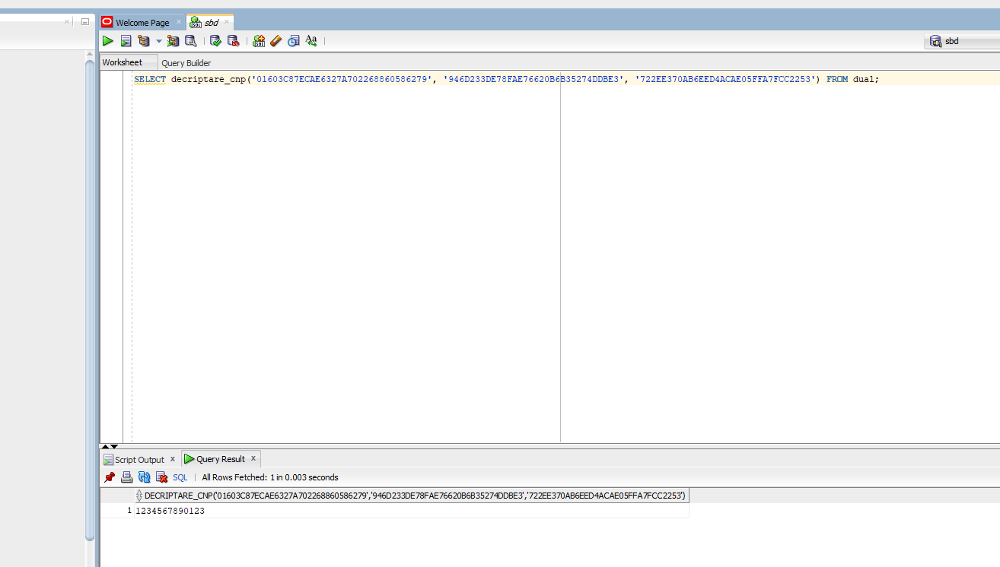 Welcome Page
sbd
sbd
Worksheet
Query Builder
SELECT decriptare_cnp('01603C87ECAE6327A702268860586279', '946D233DE78FAE76620B6B35274DDBE3', '722EE370AB6EED4ACAE05FFA7FCC2253') FROM dual;
Script Output x
Query Result x
SQL | All Rows Fetched: 1 in 0.003 seconds
DECRIPTARE_CNP('01603C87ECAE6327A702268860586279','946D233DE78FAE76620B6B35274DDBE3','722EE370AB6EED4ACAE05FFA7FCC2253')
1 1234567890123